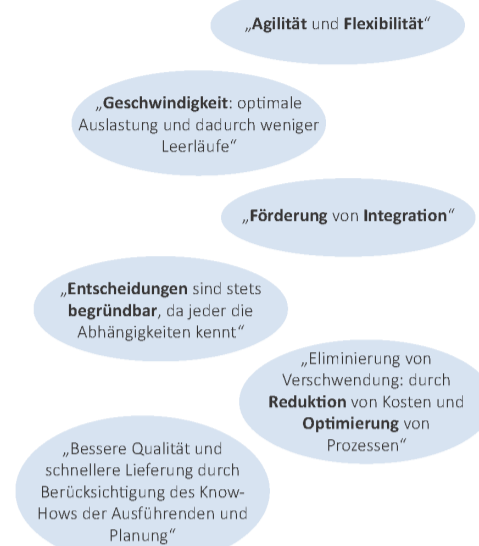 „Agilität und Flexibilität“
„Geschwindigkeit: optimale
Auslastung und dadurch weniger
Leerläufe“
„Förderung von Integration“
„Entscheidungen sind stets
begründbar, da jeder die
Abhängigkeiten kennt“
„Eliminierung von
Verschwendung: durch
Reduktion von Kosten und
Optimierung von
Prozessen“
„Bessere Qualität und
schnellere Lieferung durch
Berücksichtigung des Know-
Hows der Ausführenden und
Planung“